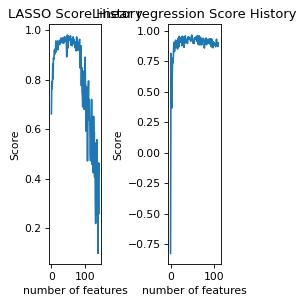 LASSO Score History
Linear regression Score History
1.0
0.8
0.6
0.4
0.2
Score
0
100
number of features
1.00
0.75
0.50
0.25
0.00
−0.25
−0.50
−0.75
Score
0
100
number of features